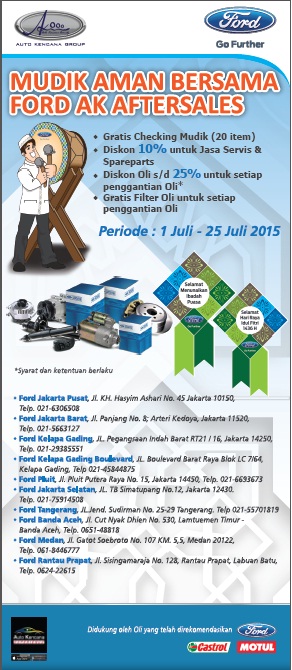 AUTO KENCANA GROUP
Ford
Go Further
MUDIK AMAN BERSAMA
FORD AK AFTERSALES
Gratis Checking Mudik (20 item)
Diskon 10% untuk Jasa Servis &
Spareparts
Diskon Oli s/d 25% untuk setiap
penggantian Oli*
Gratis Filter Oli untuk setiap
penggantian Oli
Periode : 1 Juli - 25 Juli 2015
Selamat
Menunaikan
Ibadah
Puasa
Selamat
Hari Raya
Idul Fitri
1436 H
*Syarat dan ketentuan berlaku
• Ford Jakarta Pusat, Jl. KH. Hasyim Ashari No. 45 Jakarta 10150,
Telp. 021-6306508
• Ford Jakarta Barat, Jl. Panjang No. 8; Arteri Kedoya, Jakarta 11520,
Telp. 021-5663127
• Ford Kelapa Gading, JL. Pegangsaan Indah Barat RT21 / 16, Jakarta 14250,
Telp. 021-29385551
• Ford Kelapa Gading Boulevard, JL. Boulevard Barat Raya Blok LC 7/64,
Kelapa Gading, Telp 021-45844875
• Ford Pluit, Jl. Pluit Putera Raya No. 15, Jakarta 14450, Telp. 021-6693673
• Ford Jakarta Selatan, JL. TB Simatupang No.12, Jakarta 12430.
Telp. 021-75914508
• Ford Tangerang, JL.Jend. Sudirman No. 25-29 Tangerang. Telp 021-55701819
• Ford Banda Aceh, Jl. Cut Nyak Dhien No. 530, Lamtuemen Timur -
Banda Aceh, Telp. 0651-48818
• Ford Medan, Jl. Gatot Soebroto No. 107 KM. 5,5, Medan 20122,
Telp. 061-8446777
• Ford Rantau Prapat, Jl. Sisingamaraja No. 128, Rantau Prapat, Labuan Batu,
Telp. 0624-22615
Auto Kencana
Didukung oleh Oli yang telah direkomendasikan
Ford
Castrol
MOTUL